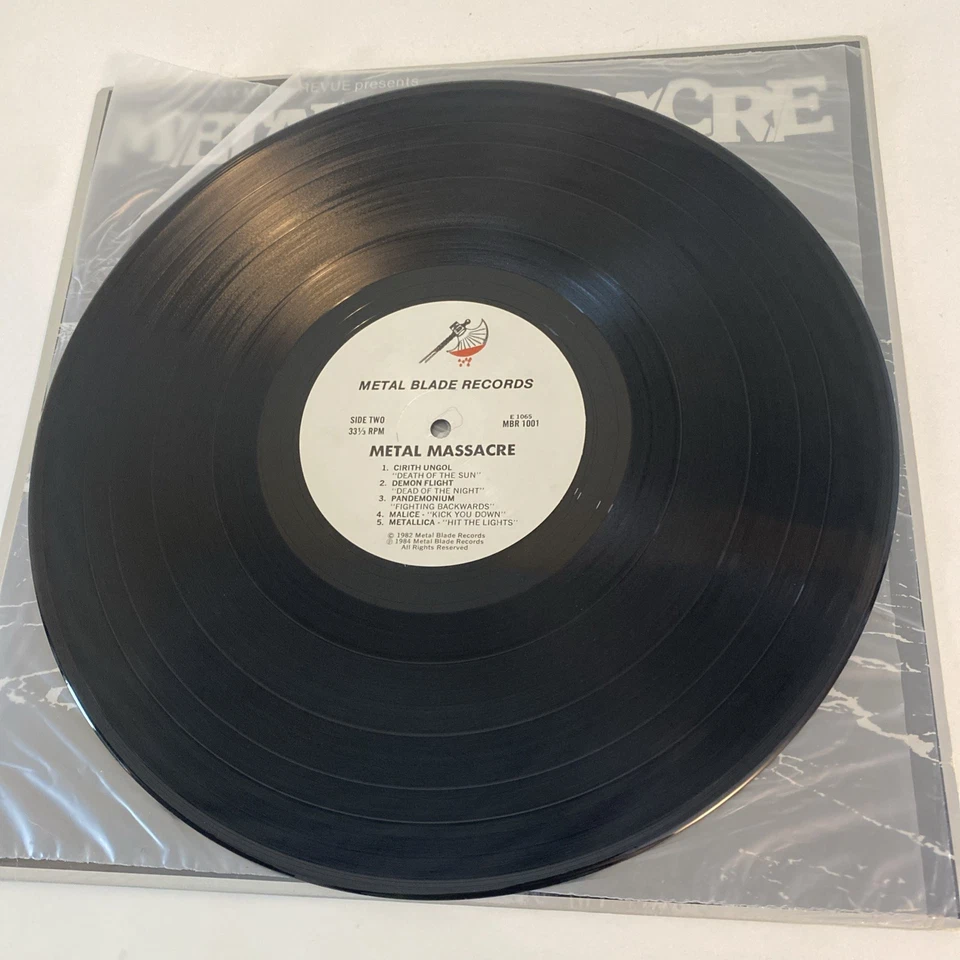 REVUE presents
METAL BLADE RECORDS
SIDE TWO
33⅓ RPM
E 1065
MBR 1001
METAL MASSACRE
1. CIRITH UNGOL
"DEATH OF THE SUN"
2. DEMON FLIGHT
"DEAD OF THE NIGHT"
3. PANDEMONIUM
"FIGHTING BACKWARDS"
4. MALICE - "KICK YOU DOWN"
5. METALLICA - "HIT THE LIGHTS"
© 1982 Metal Blade Records
℗ 1984 Metal Blade Records
All Rights Reserved